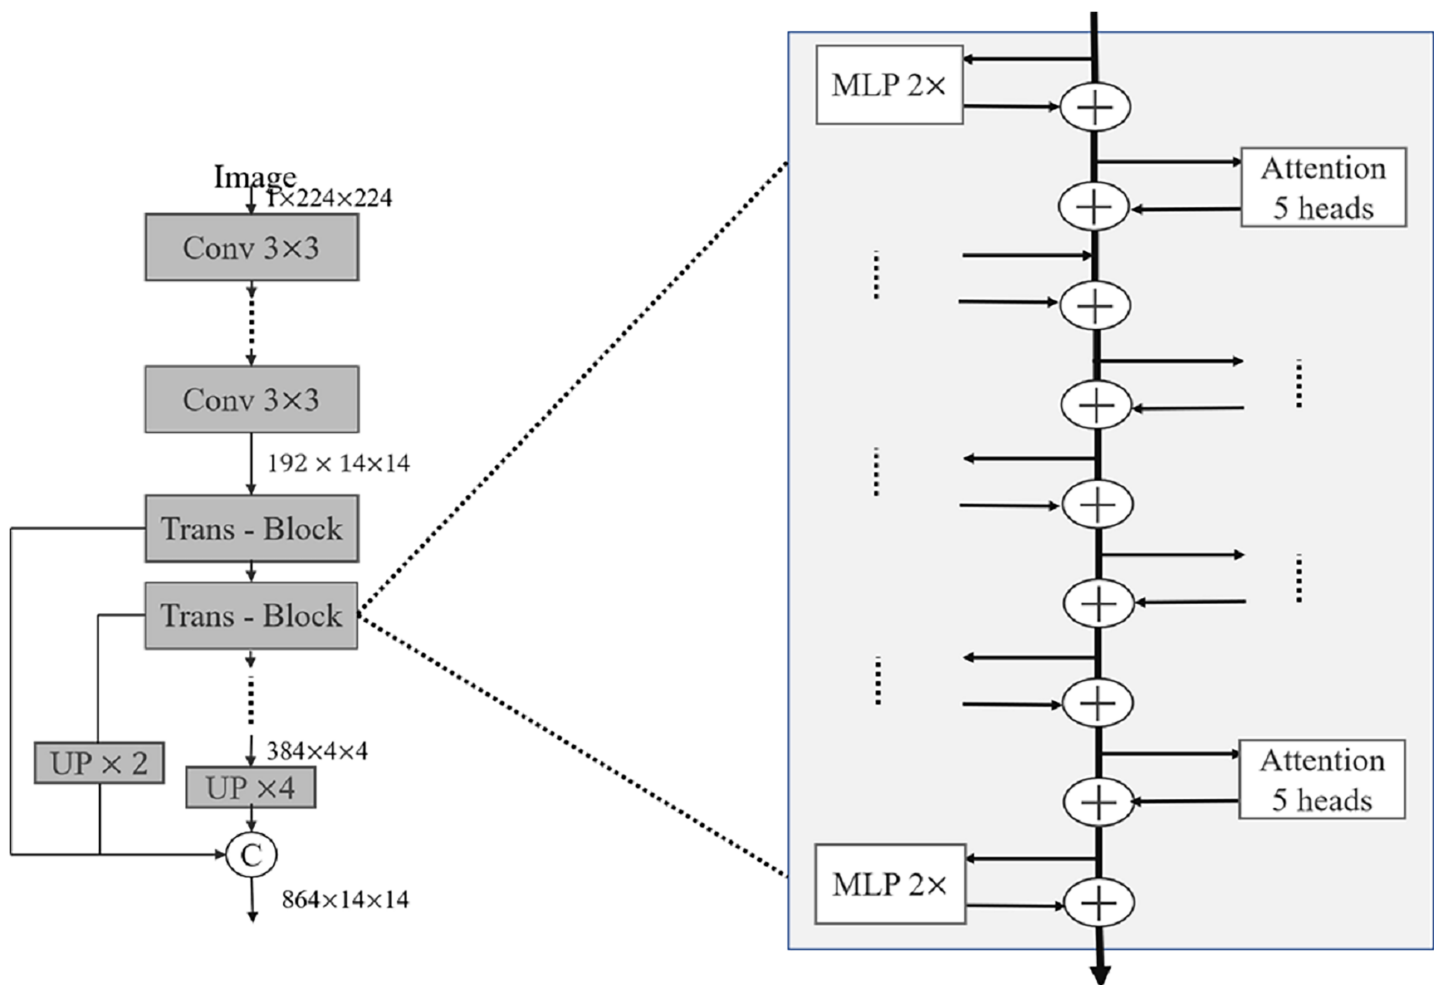 Image
1×224×224
Conv 3×3
Conv 3×3
192 × 14×14
Trans - Block
Trans - Block
UP × 2
384×4×4
UP ×4
C
864×14×14
MLP 2×
Attention
5 heads
Attention
5 heads
MLP 2×